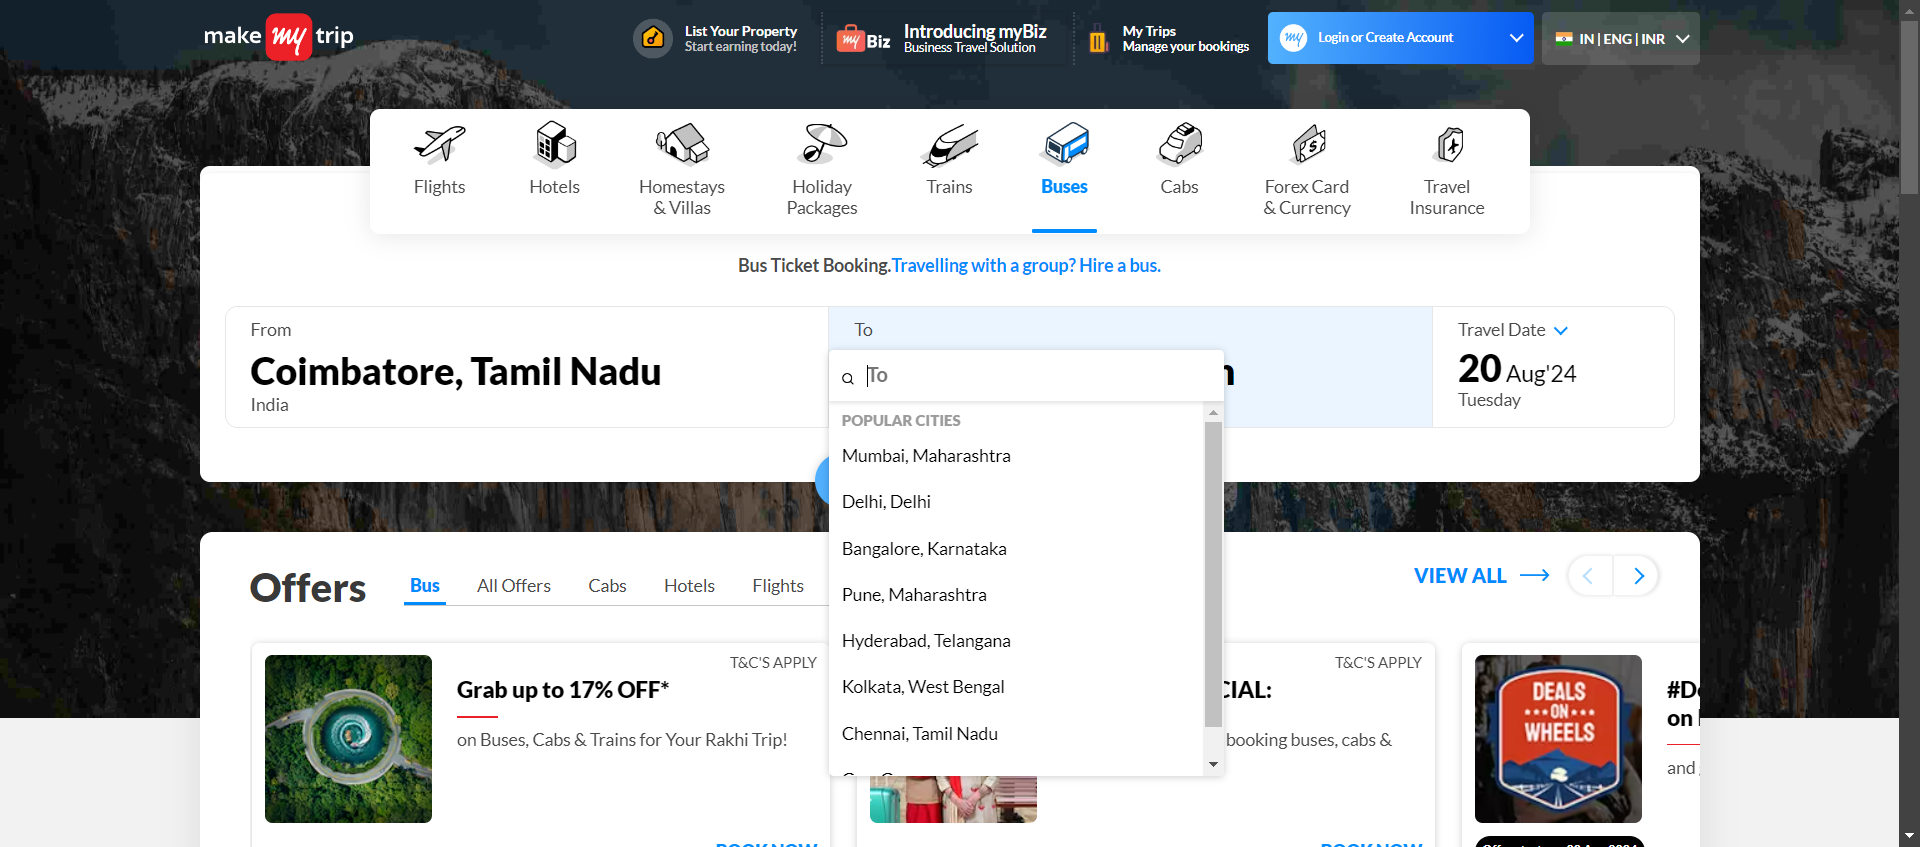 make my trip
List Your Property
Start earning today!
my Biz
Introducing myBiz
Business Travel Solution
My Trips
Manage your bookings
my Login or Create Account
IN | ENG | INR
Flights
Hotels
Homestays
& Villas
Holiday
Packages
Trains
Buses
Cabs
Forex Card
& Currency
Travel
Insurance
Bus Ticket Booking.Travelling with a group? Hire a bus.
From
Coimbatore, Tamil Nadu
India
To
To
n
POPULAR CITIES
Mumbai, Maharashtra
Delhi, Delhi
Bangalore, Karnataka
Pune, Maharashtra
Hyderabad, Telangana
Kolkata, West Bengal
Chennai, Tamil Nadu
Travel Date
20 Aug'24
Tuesday
Offers
Bus
All Offers
Cabs
Hotels
Flights
VIEW ALL
T&C'S APPLY
Grab up to 17% OFF*
on Buses, Cabs & Trains for Your Rakhi Trip!
BOOK NOW
T&C'S APPLY
CIAL:
booking buses, cabs &
BOOK NOW
DEALS
ON
WHEELS
on
and